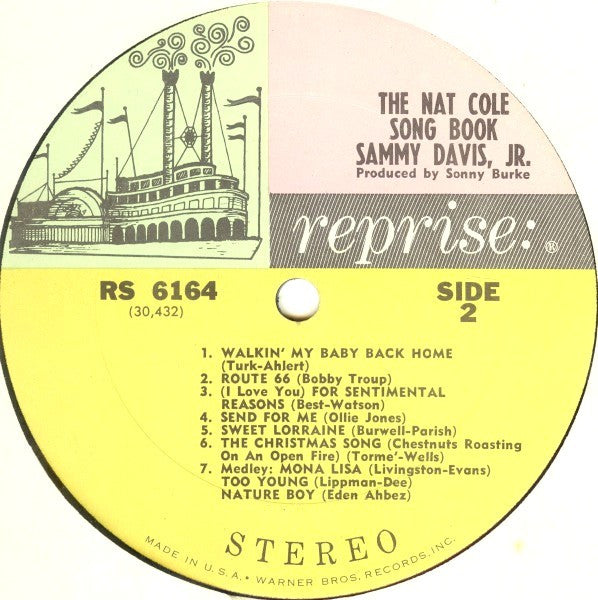 THE NAT COLE
SONG BOOK
SAMMY DAVIS, JR.
Produced by Sonny Burke
reprise: ®
RS 6164
(30,432)
SIDE
2
1. WALKIN' MY BABY BACK HOME
(Turk-Ahlert)
2. ROUTE 66 (Bobby Troup)
3. (I Love You) FOR SENTIMENTAL
REASONS (Best-Watson)
4. SEND FOR ME (Ollie Jones)
5. SWEET LORRAINE (Burwell-Parish)
6. THE CHRISTMAS SONG (Chestnuts Roasting
On An Open Fire) (Torme'-Wells)
7. Medley: MONA LISA (Livingston-Evans)
TOO YOUNG (Lippman-Dee)
NATURE BOY (Eden Ahbez)
STEREO
MADE IN U.S.A. • WARNER BROS. RECORDS, INC.